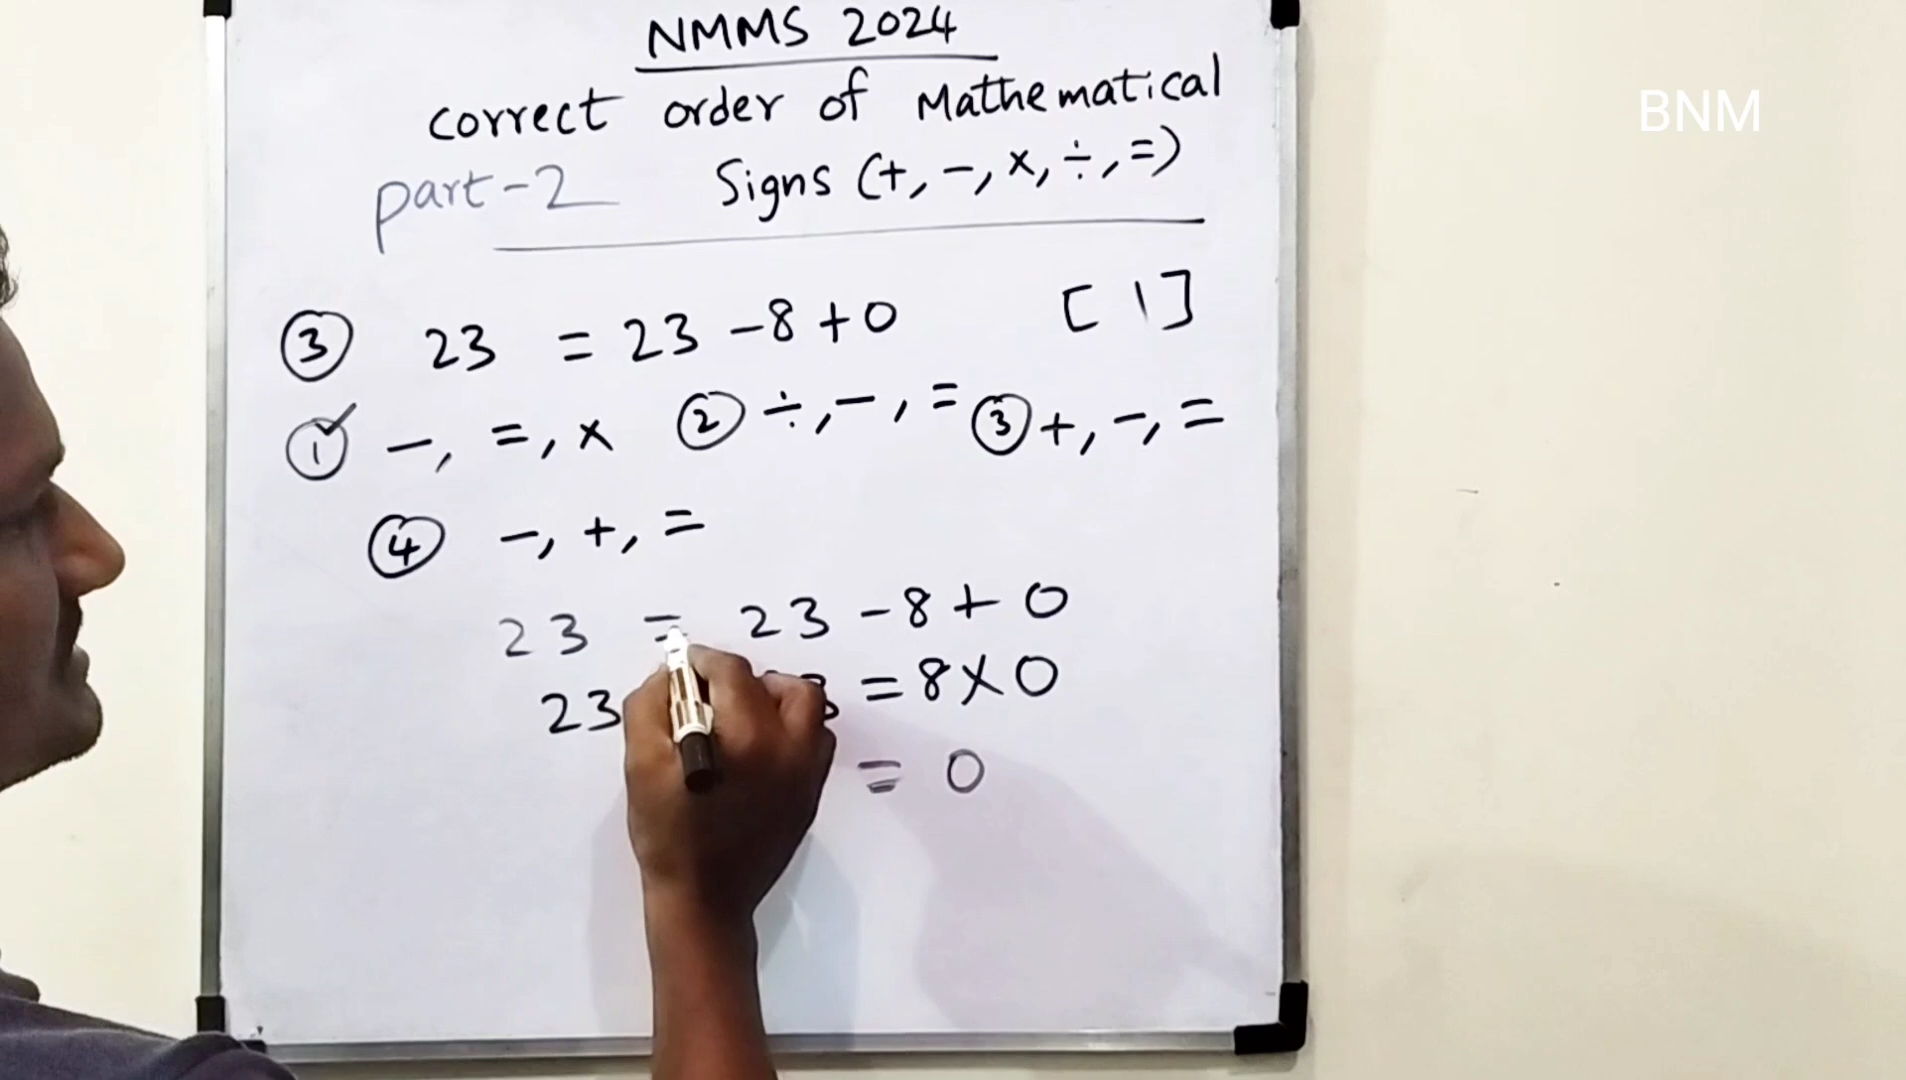 NMMS 2024
BNM
correct order of Mathematical
part-2 Signs (+, -, ×, ÷, =)
③ 23 = 23 - 8 + 0 [ 1 ]
① -, =, × ② ÷, -, = ③ +, -, =
④ -, +, =
23 = 23 - 8 + 0
23 = 8 × 0
= 0